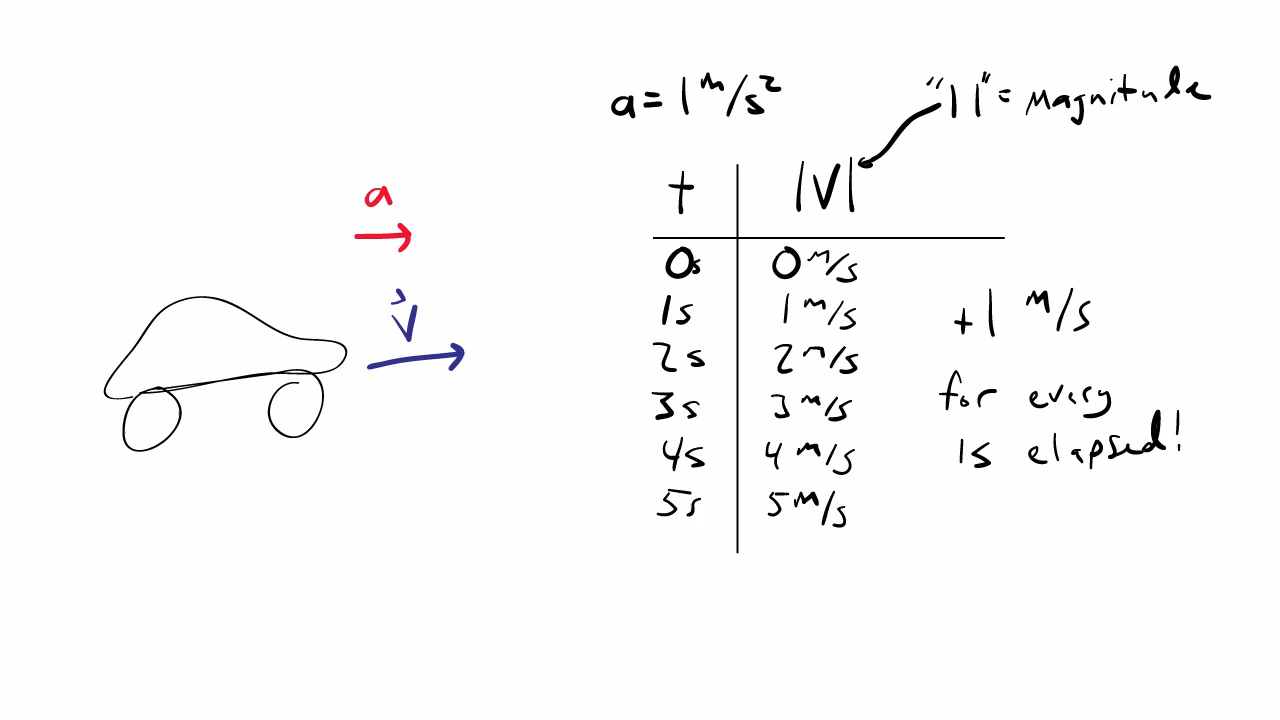 a = 1 m/s² "| |" = magnitude
t |V|
0s 0 m/s
1s 1 m/s
2s 2 m/s
3s 3 m/s
4s 4 m/s
5s 5 m/s
+1 m/s
for every
1s elapsed!
a
v⃗